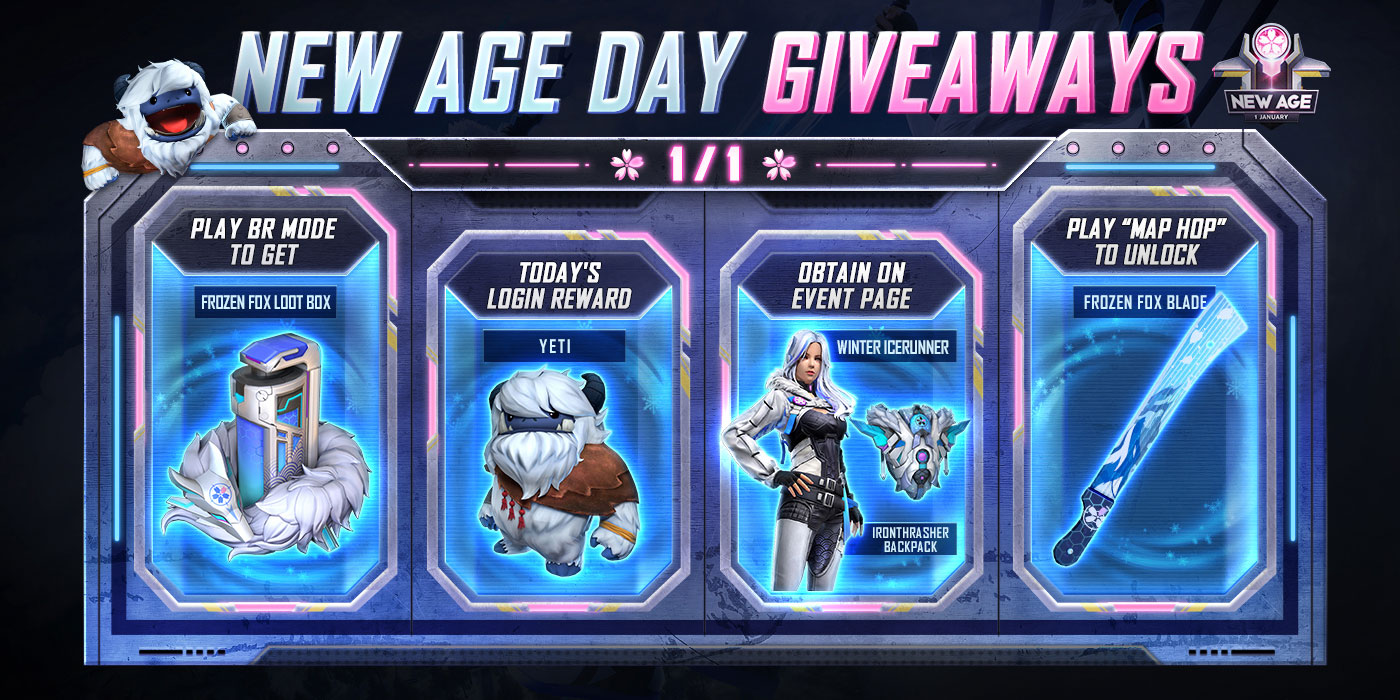 NEW AGE DAY GIVEAWAYS
NEW AGE
1 JANUARY
1/1
PLAY BR MODE
TO GET
FROZEN FOX LOOT BOX
TODAY'S
LOGIN REWARD
YETI
OBTAIN ON
EVENT PAGE
WINTER ICERUNNER
IRONTHRASHER
BACKPACK
PLAY “MAP HOP”
TO UNLOCK
FROZEN FOX BLADE